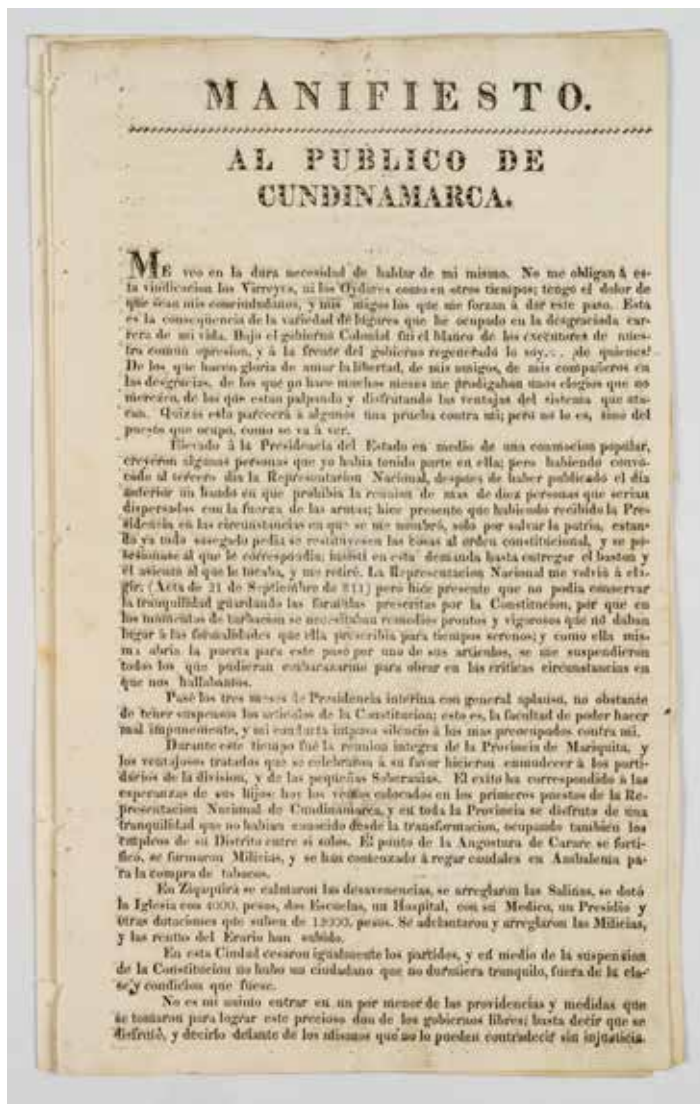 MANIFIESTO.
AL PUBLICO DE
CUNDINAMARCA.
ME veo en la dura necesidad de hablar de mi mismo. No me obligan á es-
ta vindicacion los Virreyes, ni los Oydores como en otros tiempos; tengo el dolor de
que sean mis conciudadanos, y mis amigos los que me forzan á dar este paso. Esta
es la consequencia de la variedad de lugares que he ocupado en la desgraciada car-
rera de mi vida. Bajo el gobierno Colonial fui el blanco de los executores de nues-
tra comun opresion, y á la frente del gobierno regenerado lo soy... ¡de quienes!
De los que hacen gloria de amar la libertad, de mis amigos, de mis compañeros en
las desgracias, de los que no hace muchos meses me prodigaban unos elogios que no
merezco, de los que estan palpando y disfrutando las ventajas del sistema que ata-
can. Quizás esta parecerá á algunos una prueba contra mi; pero no lo es, sino del
puesto que ocupo, como se va á ver.
Elevado á la Presidencia del Estado en medio de una conmocion popular,
creyeron algunas personas que yo habia tenido parte en ella; pero habiendo convo-
cado al tercero dia la Representacion Nacional, despues de haber publicado el dia
anterior un bando en que prohibia la reunion de mas de diez personas que serian
dispersadas con la fuerza de las armas; hice presente que habiendo recibido la Pre-
sidencia en las circunstancias en que se me nombró, solo por salvar la patria, estan-
do ya todo sosegado pedia se restituyesen las cosas al orden constitucional, y se po-
sesionase al que le correspondia: insistí en esta demanda hasta entregar el baston y
él asiento al que le tocaba, y me retiré. La Representacion Nacional me volvió á ele-
gir; (Acta de 21 de Septiembre de 811) pero hice presente que no podia conservar
la tranquilidad guardando las formulas prescritas por la Constitucion, por que en
los momentos de turbacion se necesitaban remedios prontos y vigorosos que no daban
lugar á las formalidades que ella prescribia para tiempos serenos; y como ella mis-
ma abria la puerta para este paso por uno de sus articulos, se me suspendieron
todos los que pudieran embarazarme para obrar en las criticas circunstancias en
que nos hallabamos.
Pasé los tres meses de Presidencia interina con general aplauso, no obstante
de tener suspensos los articulos de la Constitucion; esto es, la facultad de poder hacer
mal impunemente, y mi conducta impuso silencio á los mas preocupados contra mi.
Durante este tiempo fué la reunion integra de la Provincia de Mariquita, y
los ventajosos tratados que se celebraron á su favor hicieron enmudecer á los parti-
darios de la division, y de las pequeñas Soberanias. El exito ha correspondido á las
esperanzas de sus hijos: hoy los vemos colocados en los primeros puestos de la Re-
presentacion Nacional de Cundinamarca, y en toda la Provincia se disfruta de una
tranquilidad que no habian conocido desde la transformacion, ocupando tambien los
empleos de su Distrito entre si solos. El punto de la Angostura de Carare se forti-
ficó, se formaron Milicias, y se han comenzado á regar caudales en Ambalema pa-
ra la compra de tabacos.
En Zipaquirá se calmaron las desavenencias, se arreglaron las Salinas, se dotó
la Iglesia con 4000. pesos, dos Escuelas, un Hospital, con su Medico, un Presidio y
otras dotaciones que suben de 12000. pesos. Se adelantaron y arreglaron las Milicias,
y las rentas del Erario han subido.
En esta Ciudad cesaron igualmente los partidos, y en medio de la suspension
de la Constitucion no hubo un ciudadano que no durmiera tranquilo, fuera de la cla-
se y condicion que fuese.
No es mi asunto entrar en un por menor de las providencias y medidas que
se tomaron para lograr este precioso don de los gobiernos libres; basta decir que se
disfrutó, y decirlo delante de los mismos que no lo pueden contradecir sin injusticia.